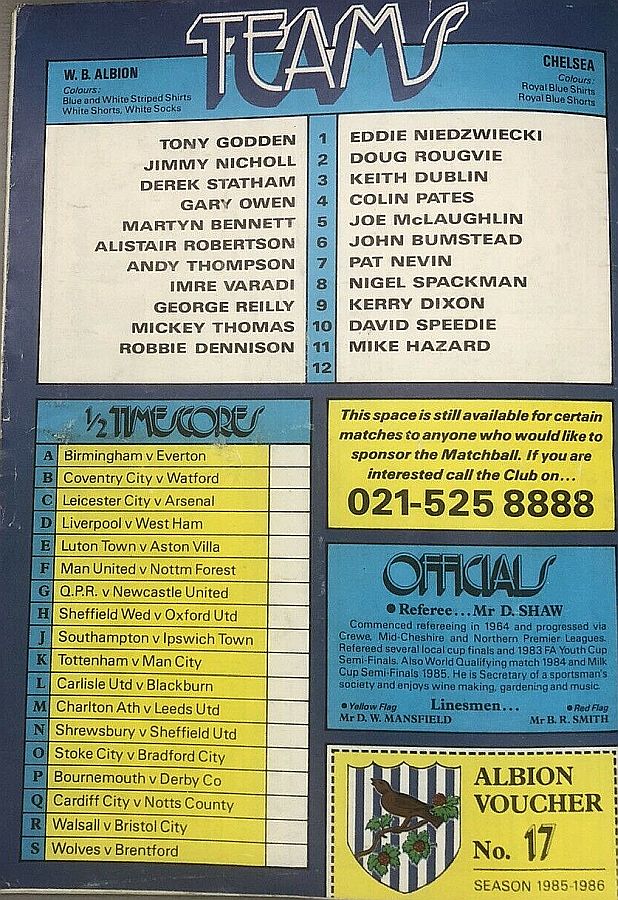 TEAMS
W. B. ALBION
Colours:
Blue and White Striped Shirts
White Shorts, White Socks
CHELSEA
Colours:
Royal Blue Shirts
Royal Blue Shorts
TONY GODDEN 1 EDDIE NIEDZWIECKI
JIMMY NICHOLL 2 DOUG ROUGVIE
DEREK STATHAM 3 KEITH DUBLIN
GARY OWEN 4 COLIN PATES
MARTYN BENNETT 5 JOE McLAUGHLIN
ALISTAIR ROBERTSON 6 JOHN BUMSTEAD
ANDY THOMPSON 7 PAT NEVIN
IMRE VARADI 8 NIGEL SPACKMAN
GEORGE REILLY 9 KERRY DIXON
MICKEY THOMAS 10 DAVID SPEEDIE
ROBBIE DENNISON 11 MIKE HAZARD
12
½ TIME SCORES
A Birmingham v Everton
B Coventry City v Watford
C Leicester City v Arsenal
D Liverpool v West Ham
E Luton Town v Aston Villa
F Man United v Nottm Forest
G Q.P.R. v Newcastle United
H Sheffield Wed v Oxford Utd
J Southampton v Ipswich Town
K Tottenham v Man City
L Carlisle Utd v Blackburn
M Charlton Ath v Leeds Utd
N Shrewsbury v Sheffield Utd
O Stoke City v Bradford City
P Bournemouth v Derby Co
Q Cardiff City v Notts County
R Walsall v Bristol City
S Wolves v Brentford
This space is still available for certain
matches to anyone who would like to
sponsor the Matchball. If you are
interested call the Club on...
021-525 8888
OFFICIALS
● Referee...Mr D. SHAW
Commenced refereeing in 1964 and progressed via
Crewe, Mid-Cheshire and Northern Premier Leagues.
Refereed several local cup finals and 1983 FA Youth Cup
Semi-Finals. Also World Qualifying match 1984 and Milk
Cup Semi-Finals 1985. He is Secretary of a sportsman's
society and enjoys wine making, gardening and music.
Linesmen...
● Yellow Flag ● Red Flag
Mr D. W. MANSFIELD Mr B. R. SMITH
ALBION
VOUCHER
No. 17
SEASON 1985-1986